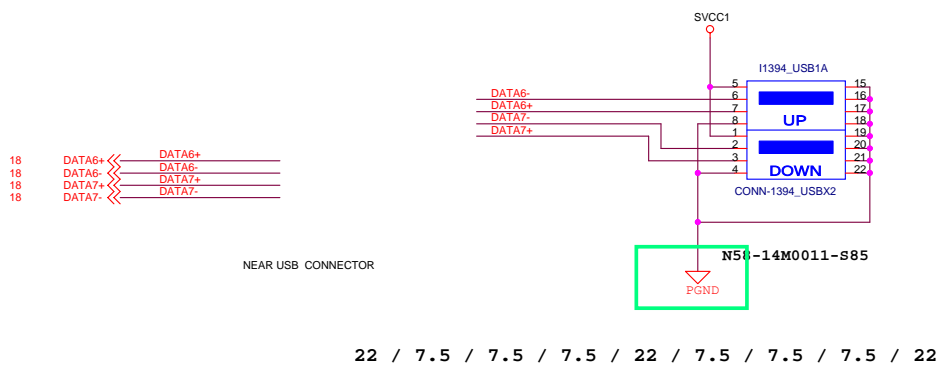 SVCC1
I1394_USB1A
5 15
DATA6- 6 16
DATA6+ 7 17
DATA7- 8 UP 18
DATA7+ 1 19
2 20
3 21
4 DOWN 22
CONN-1394_USBX2
18 DATA6+ DATA6+
18 DATA6- DATA6-
18 DATA7+ DATA7+
18 DATA7- DATA7-
NEAR USB CONNECTOR
N58-14M0011-S85
PGND
22 / 7.5 / 7.5 / 7.5 / 22 / 7.5 / 7.5 / 7.5 / 22